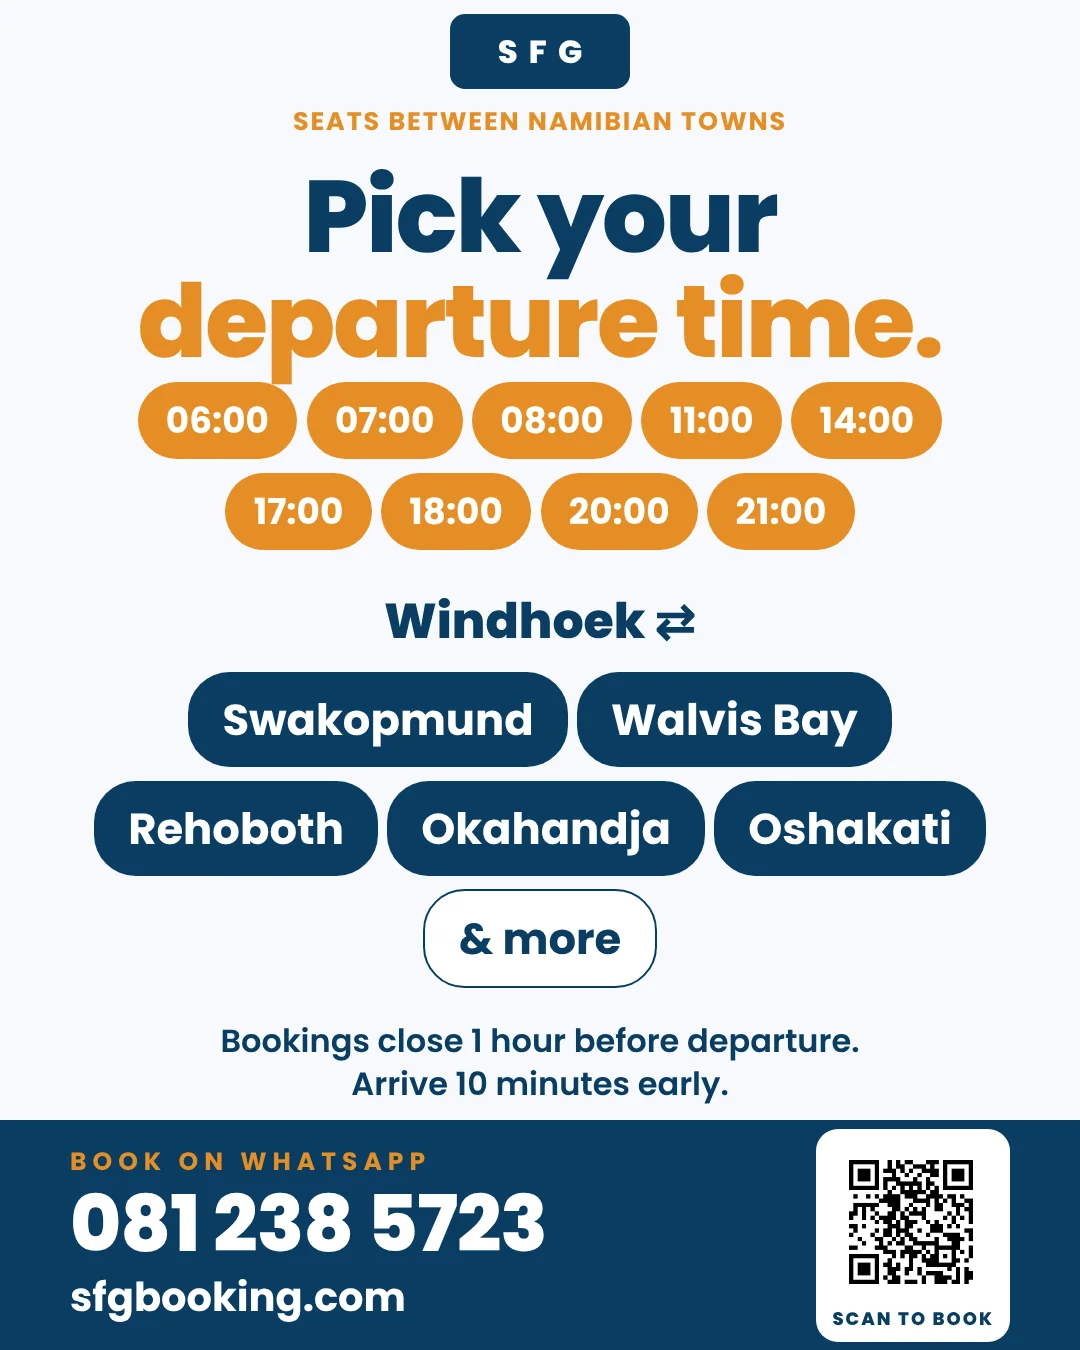 SFG
SEATS BETWEEN NAMIBIAN TOWNS
Pick your
departure time.
06:00 07:00 08:00 11:00 14:00
17:00 18:00 20:00 21:00
Windhoek ⇄
Swakopmund Walvis Bay
Rehoboth Okahandja Oshakati
& more
Bookings close 1 hour before departure.
Arrive 10 minutes early.
BOOK ON WHATSAPP
081 238 5723
sfgbooking.com
SCAN TO BOOK